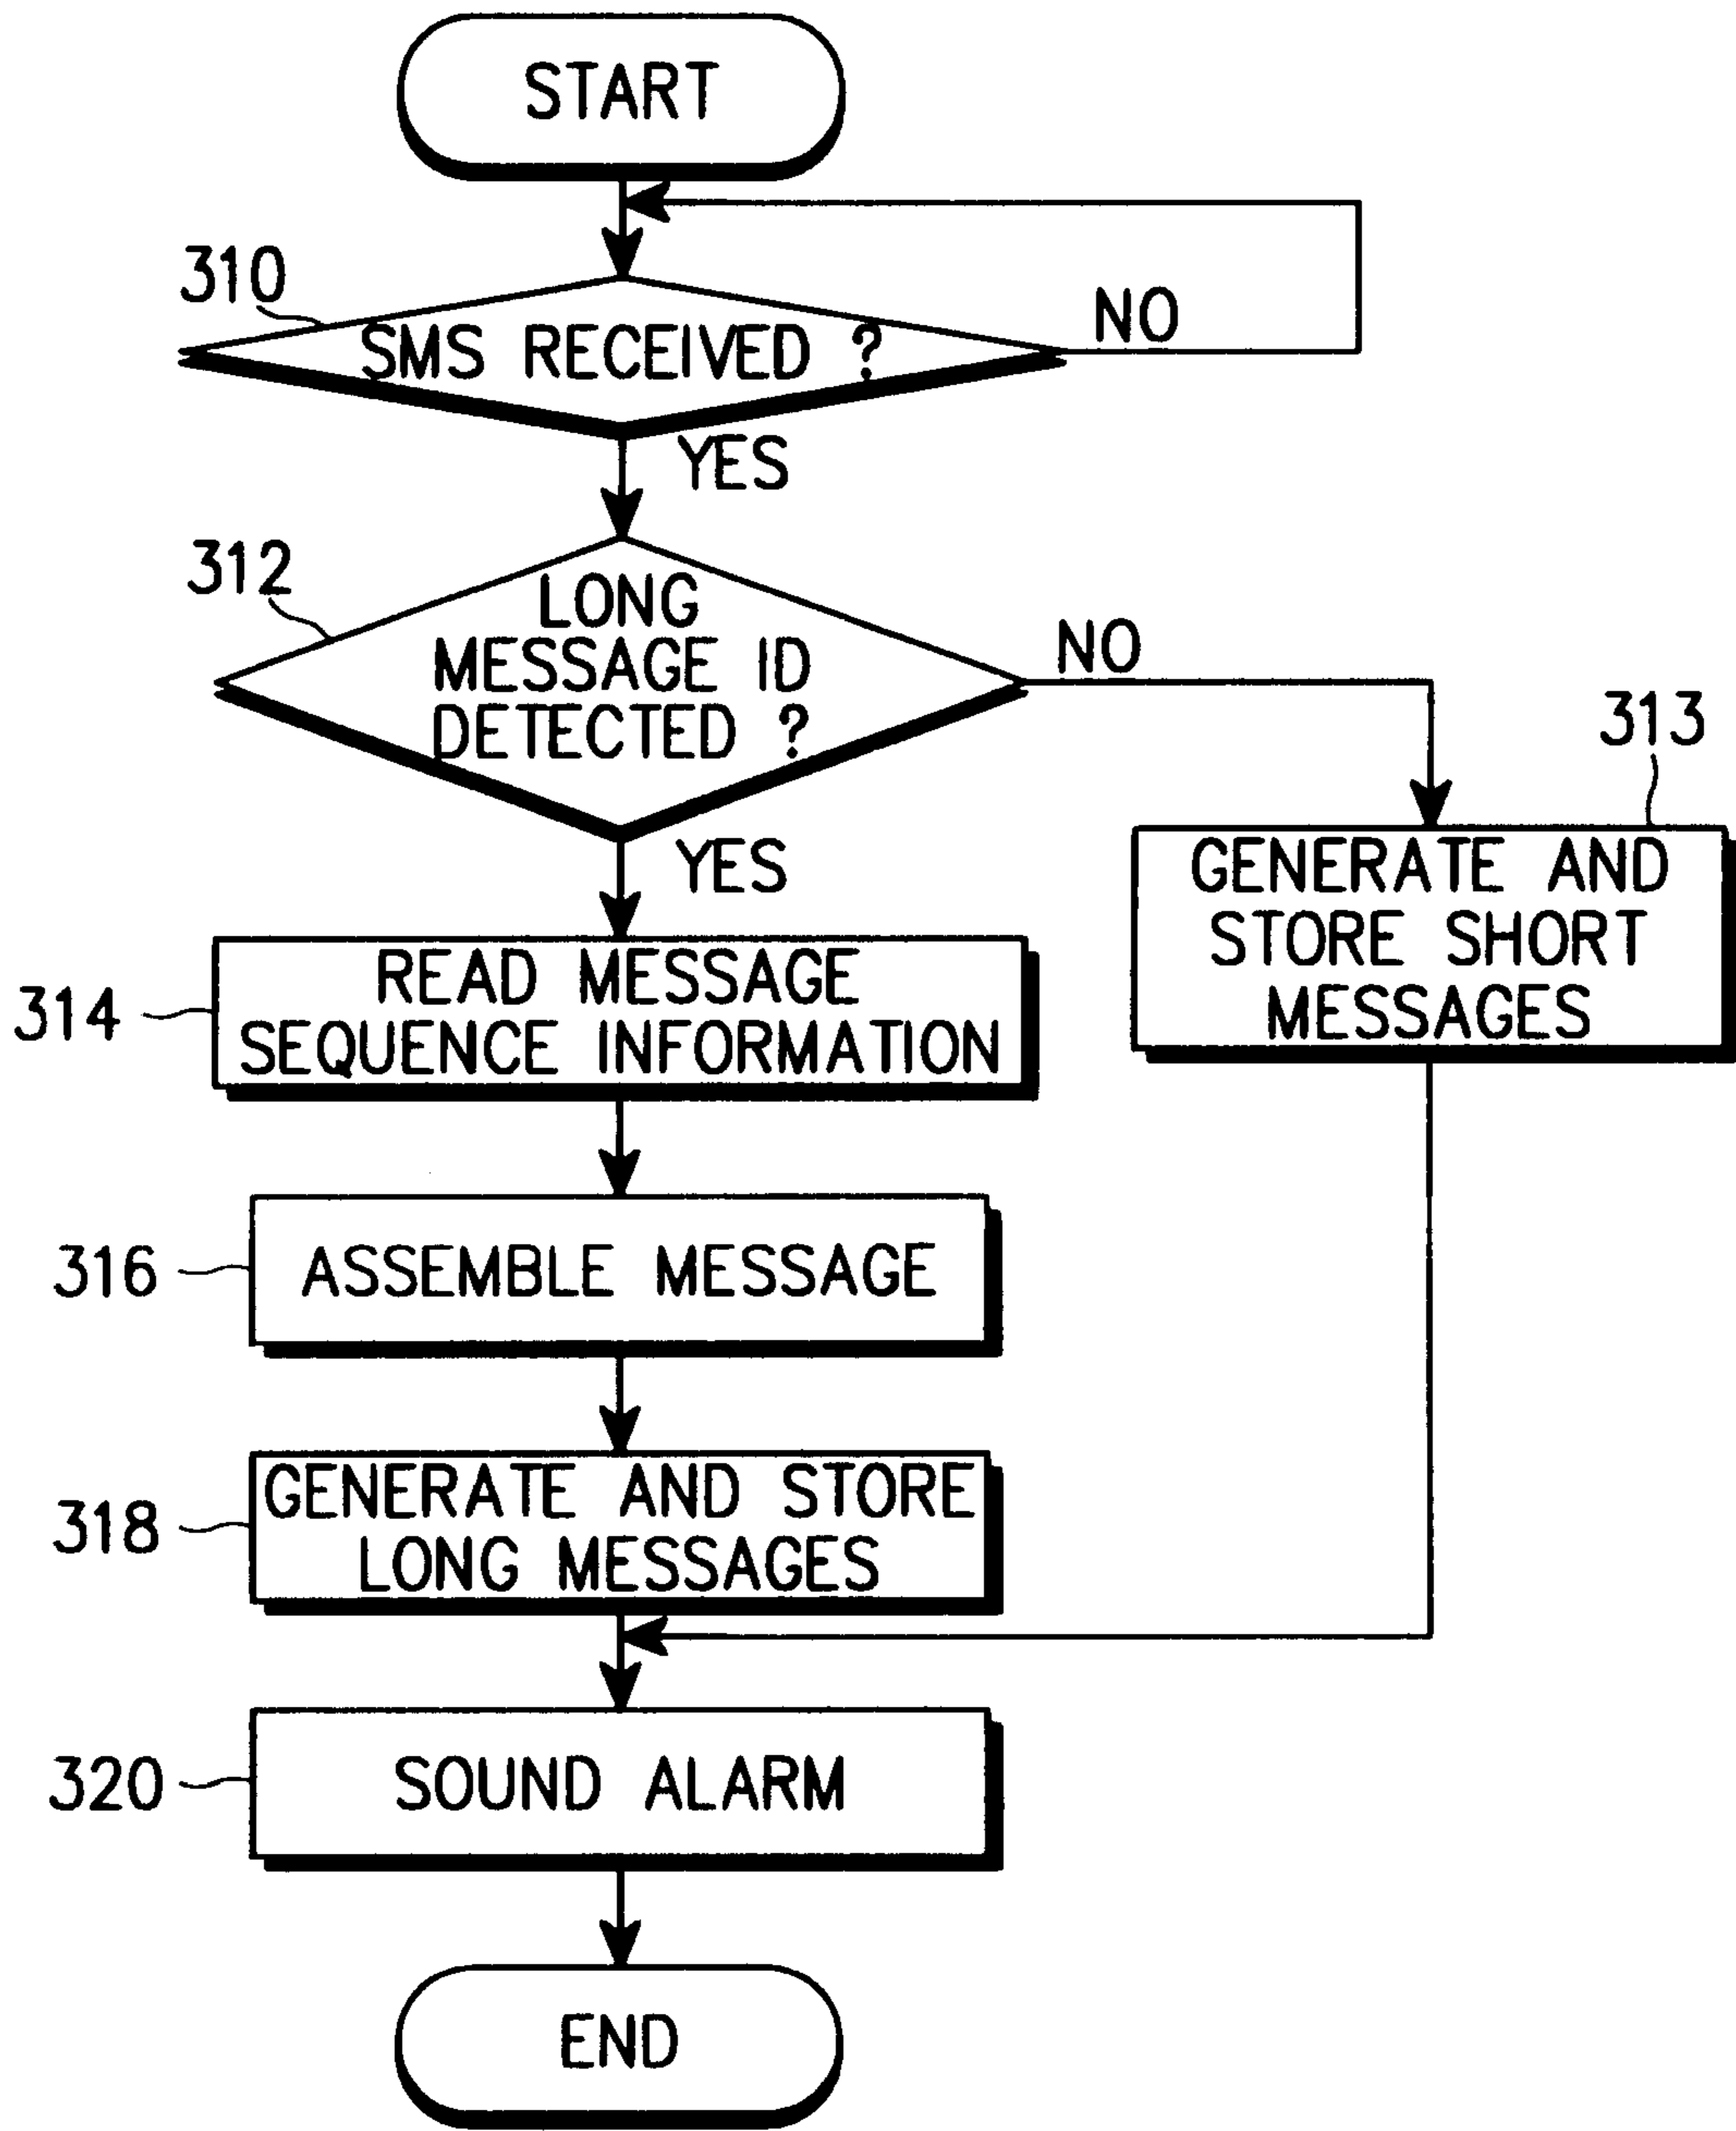 START
310
SMS RECEIVED ?
NO
YES
312
LONG
MESSAGE ID
DETECTED ?
NO
YES
313
GENERATE AND
STORE SHORT
MESSAGES
314
READ MESSAGE
SEQUENCE INFORMATION
316
ASSEMBLE MESSAGE
318
GENERATE AND STORE
LONG MESSAGES
320
SOUND ALARM
END